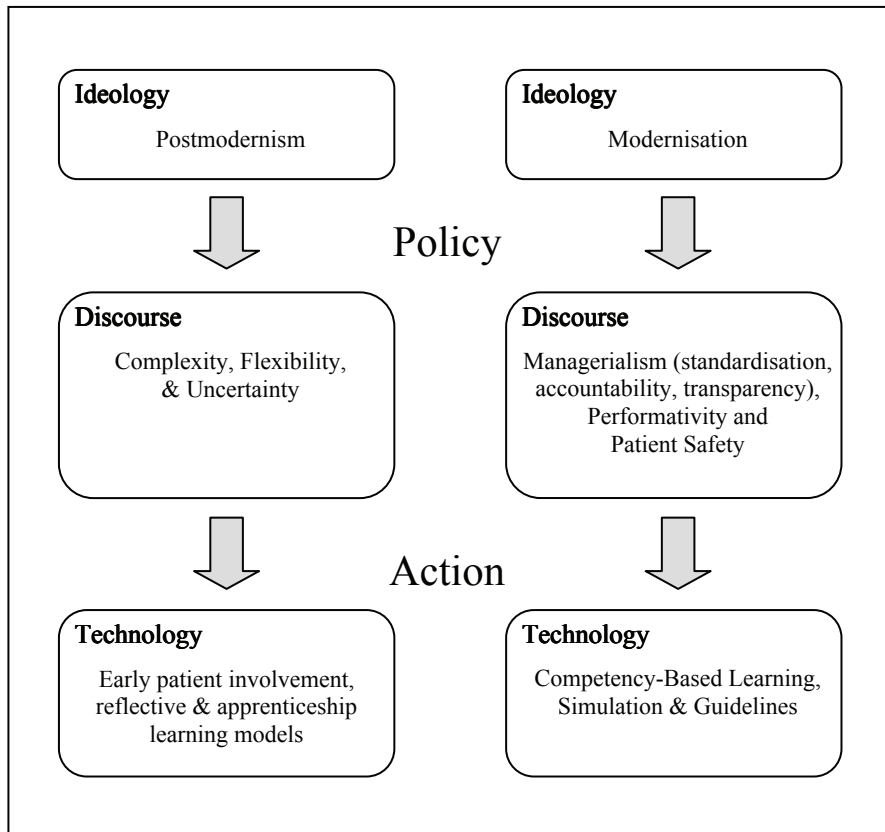 Ideology
Postmodernism
Ideology
Modernisation
Policy
Discourse
Complexity, Flexibility,
& Uncertainty
Discourse
Managerialism (standardisation,
accountability, transparency),
Performativity and
Patient Safety
Action
Technology
Early patient involvement,
reflective & apprenticeship
learning models
Technology
Competency-Based Learning,
Simulation & Guidelines